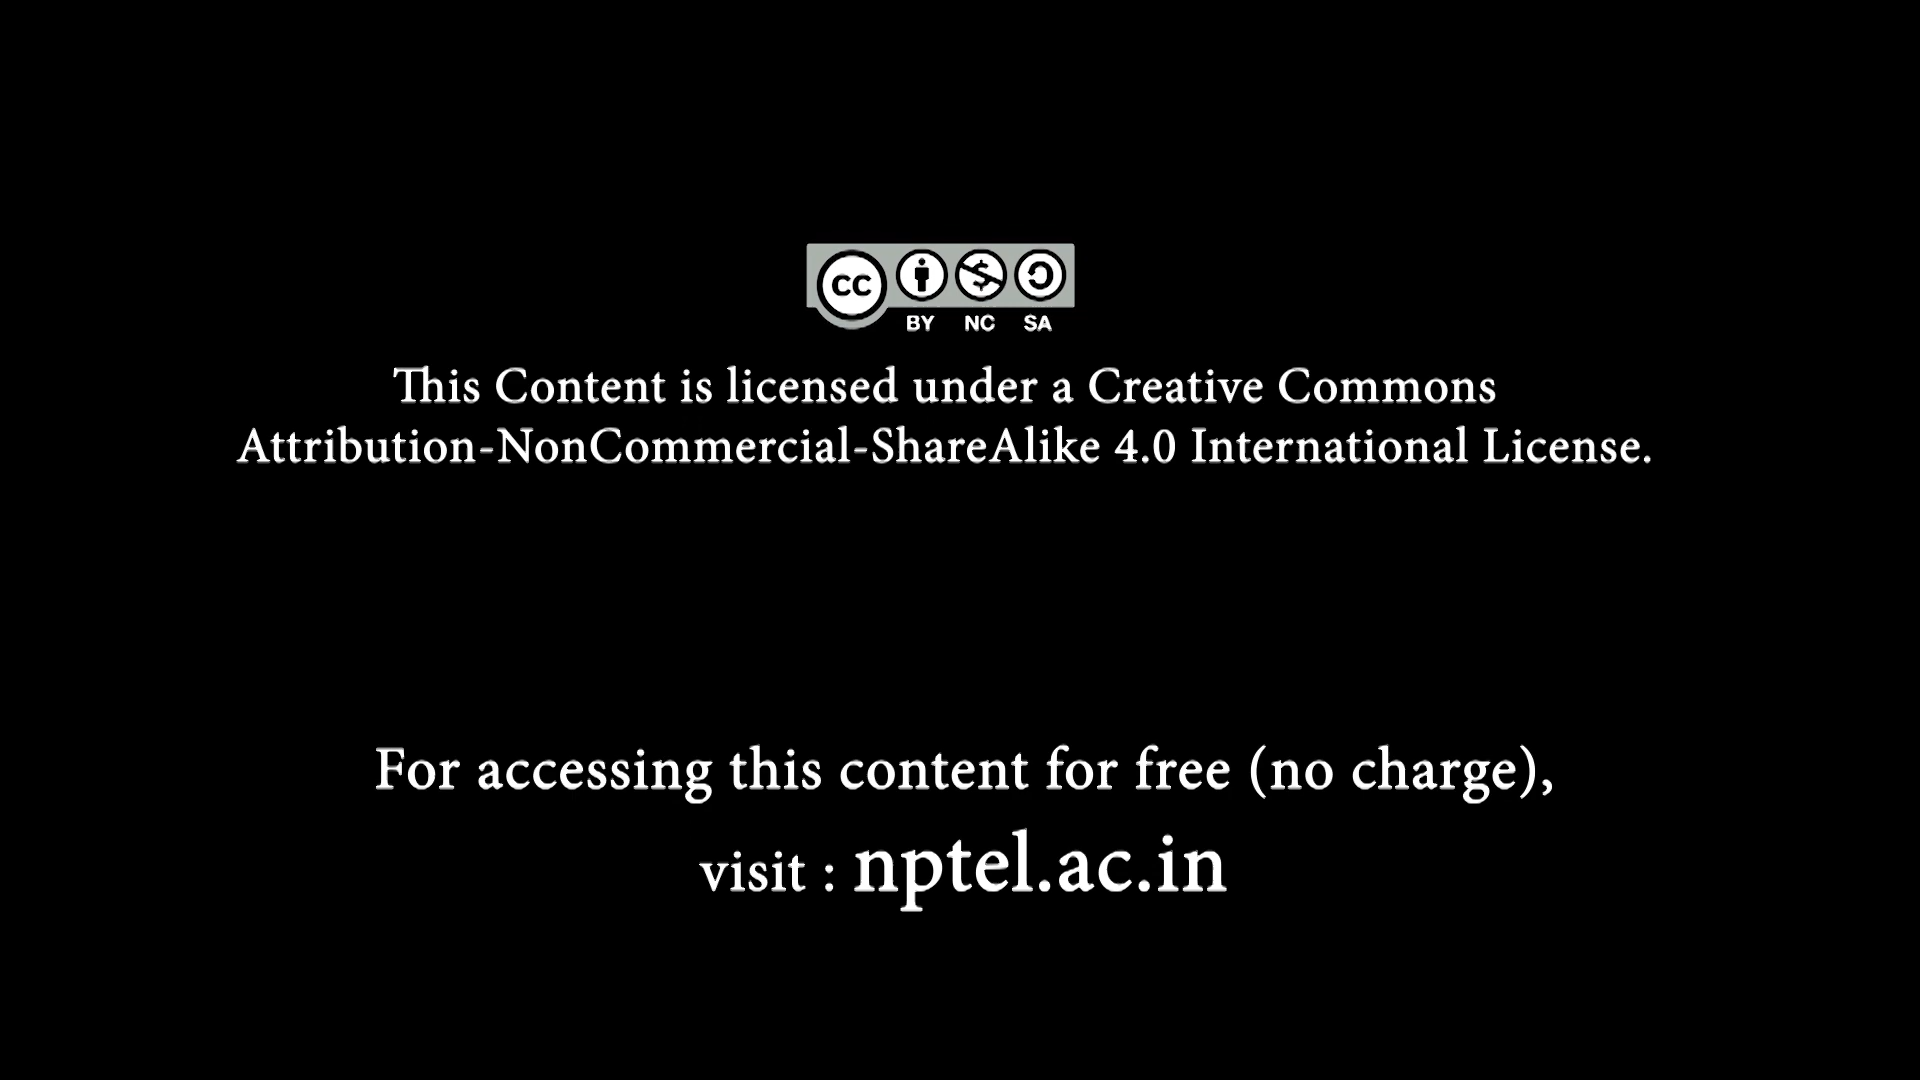 cc
BY NC SA
This Content is licensed under a Creative Commons
Attribution-NonCommercial-ShareAlike 4.0 International License.
For accessing this content for free (no charge),
visit : nptel.ac.in